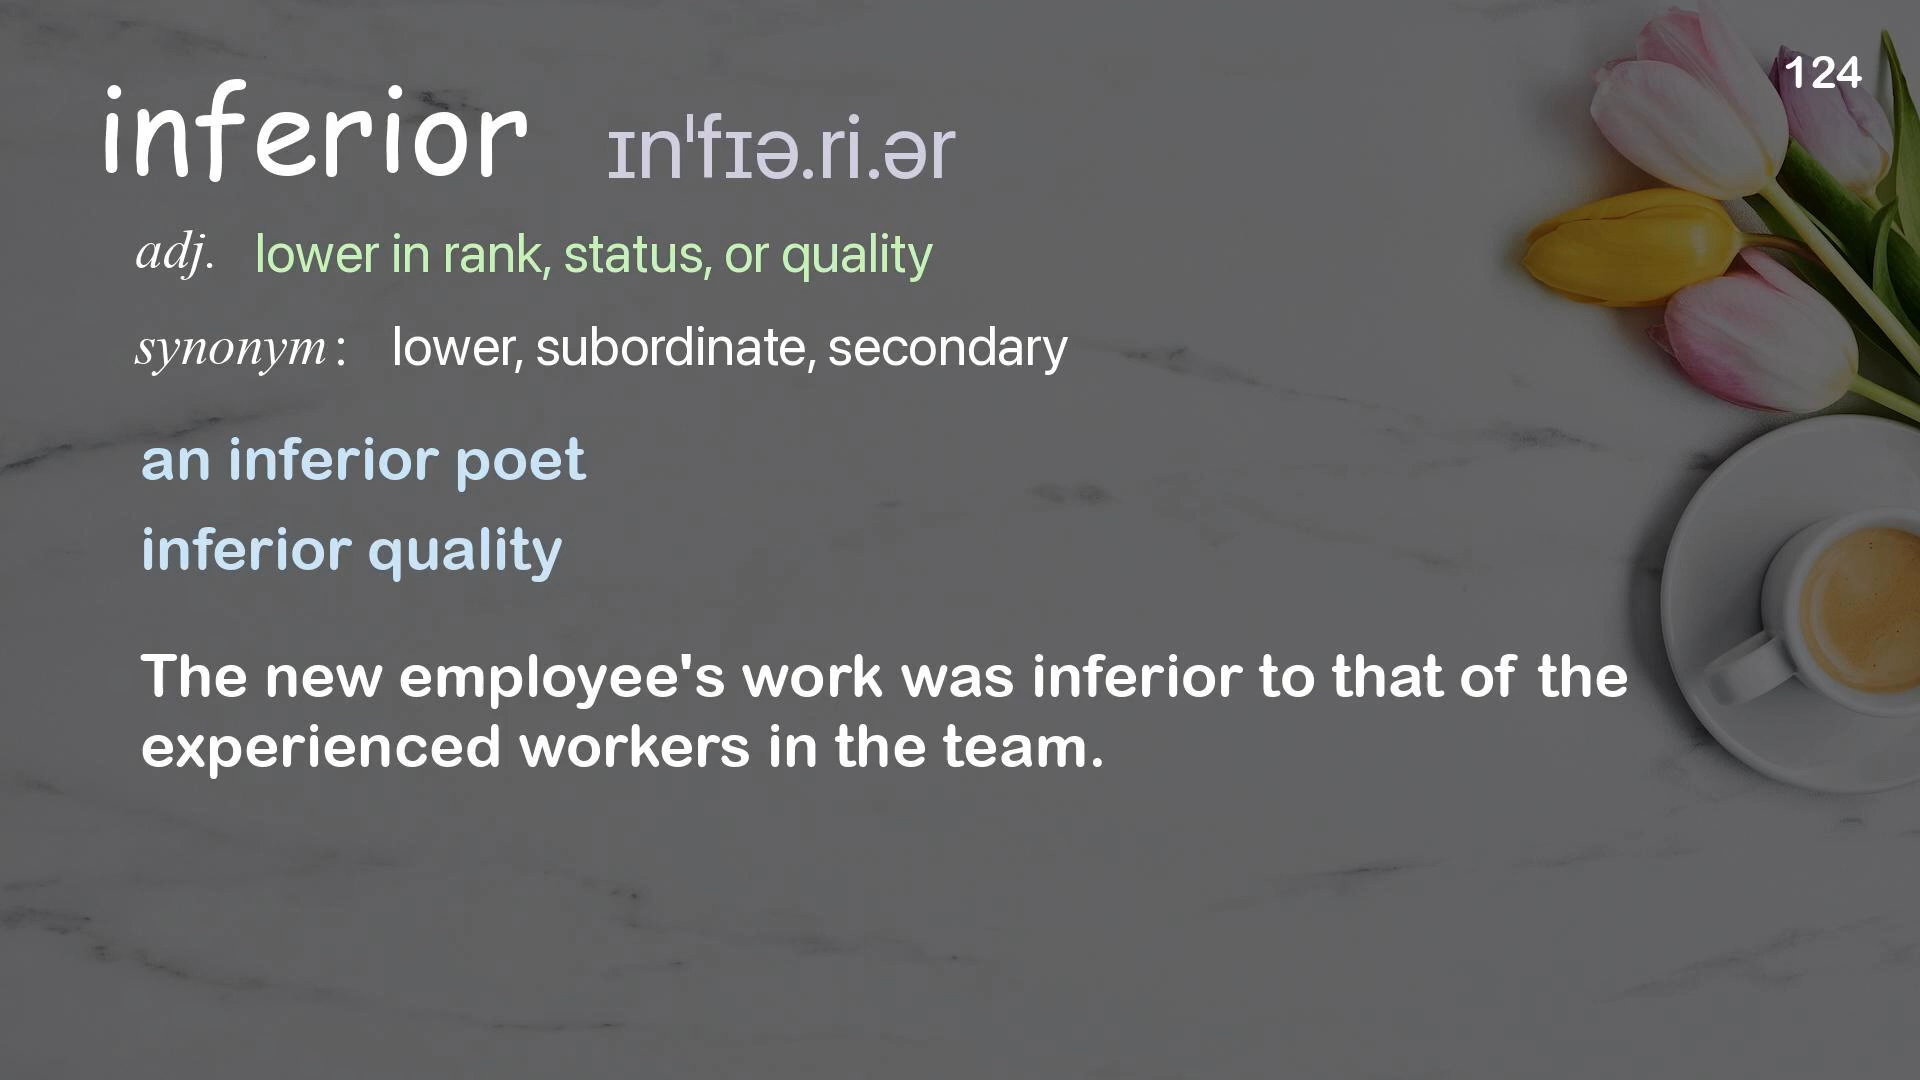 124
inferior ɪnˈfɪə.ri.ər
adj. lower in rank, status, or quality
synonym: lower, subordinate, secondary
an inferior poet
inferior quality
The new employee's work was inferior to that of the
experienced workers in the team.